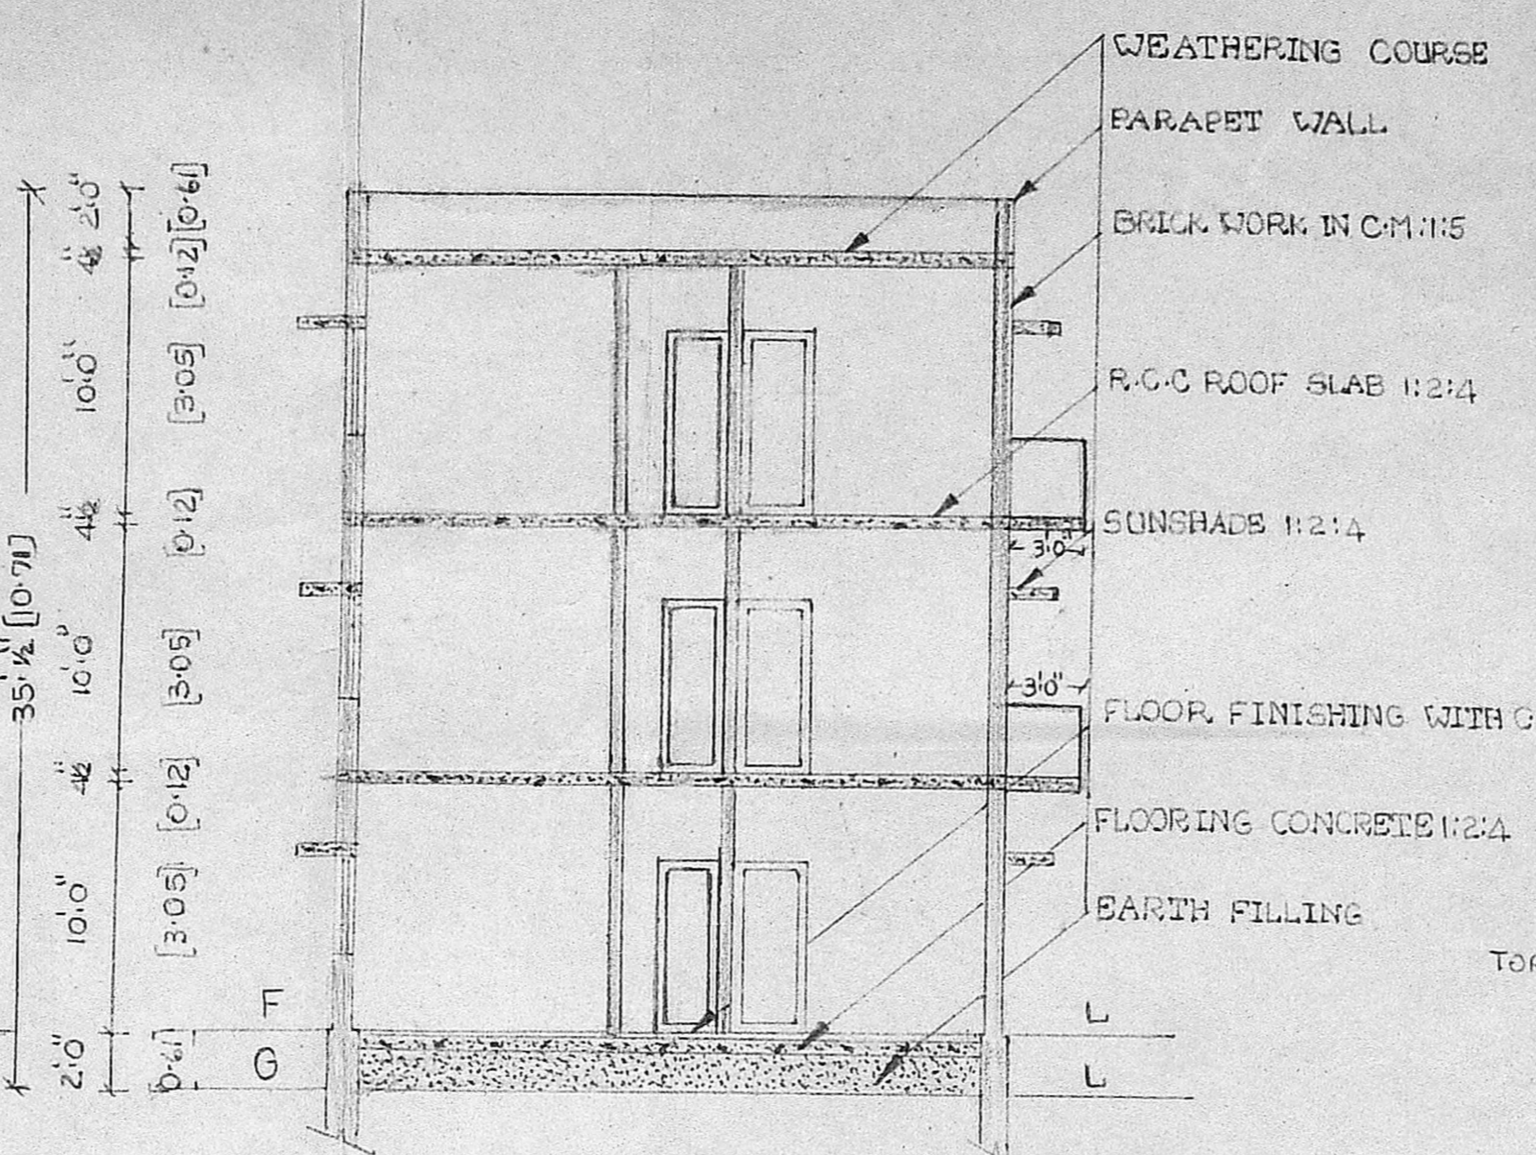 WEATHERING COURSE
PARAPET WALL
BRICK WORK IN C.M:1:5
R.C.C ROOF SLAB 1:2:4
SUNSHADE 1:2:4
3'0"
3'0"
FLOOR FINISHING WITH C
FLOORING CONCRETE 1:2:4
EARTH FILLING
TOP
F L
G L
2'.0" [0.61]
4½" [0.12]
10'.0" [3.05]
4½" [0.12]
10'.0" [3.05]
4½" [0.12]
10'.0" [3.05]
2'.0" 0.61]
35'.½" [10.71]